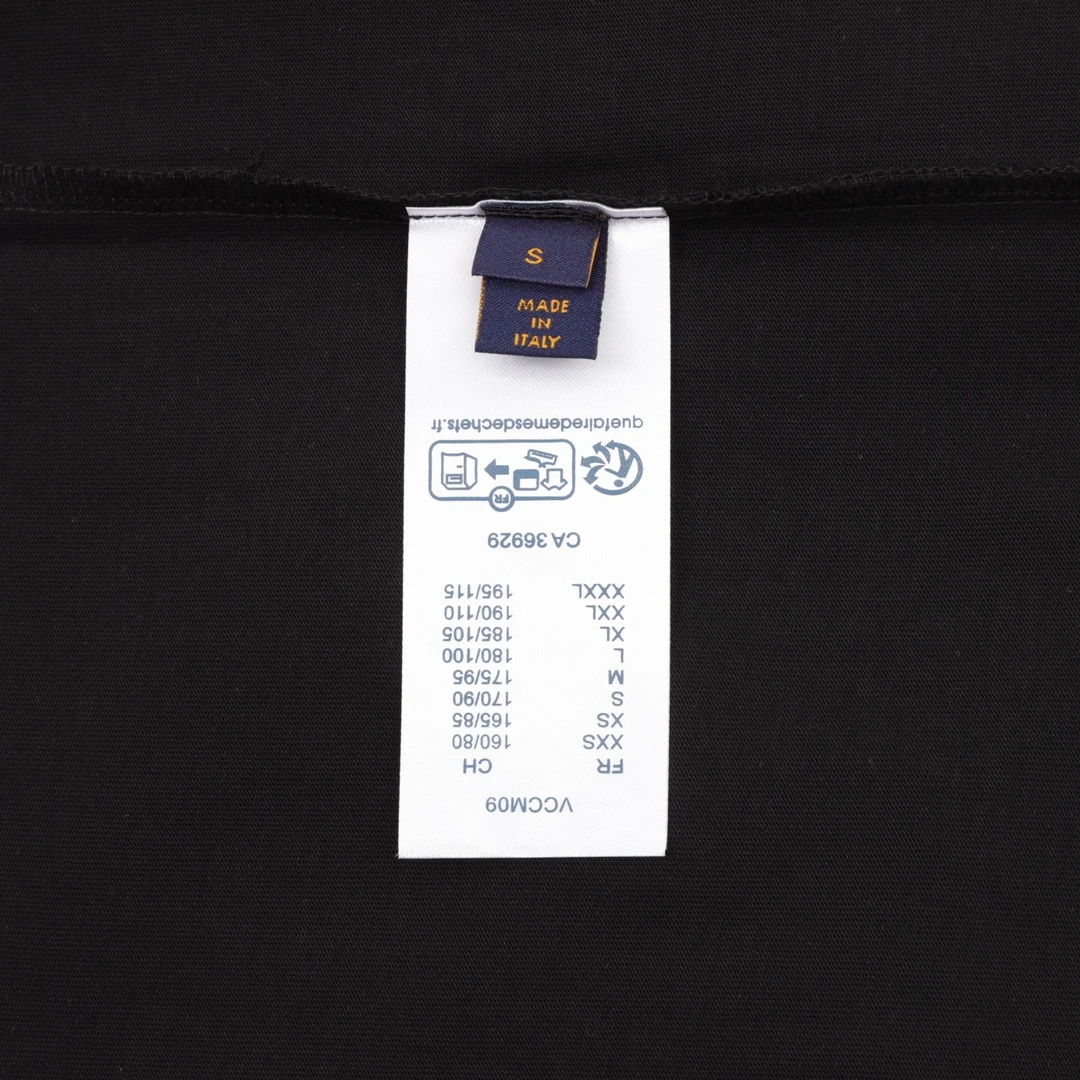 S
MADE
IN
ITALY
VCCM09
FR CH
XXS 160/80
XS 165/85
S 170/90
M 175/95
L 180/100
XL 185/105
XXL 190/110
XXXL 195/115
CA 36929
FR
quefairedemesdechets.fr